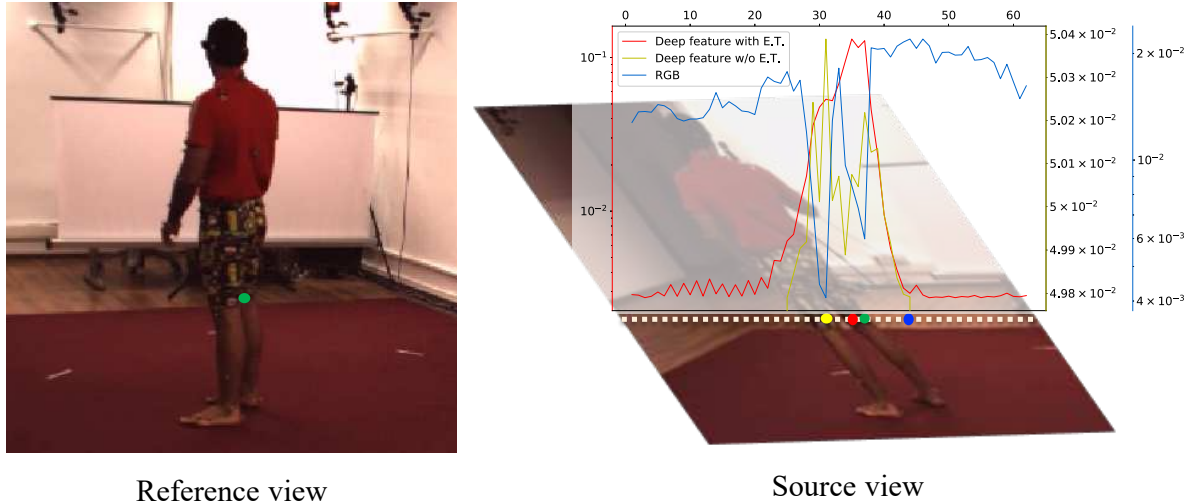 0 10 20 30 40 50 60
Deep feature with E.T.
Deep feature w/o E.T.
RGB
10⁻¹
10⁻²
5.04 × 10⁻²
5.03 × 10⁻²
5.02 × 10⁻²
5.01 × 10⁻²
5 × 10⁻²
4.99 × 10⁻²
4.98 × 10⁻²
2 × 10⁻²
10⁻²
6 × 10⁻³
4 × 10⁻³
Reference view
Source view